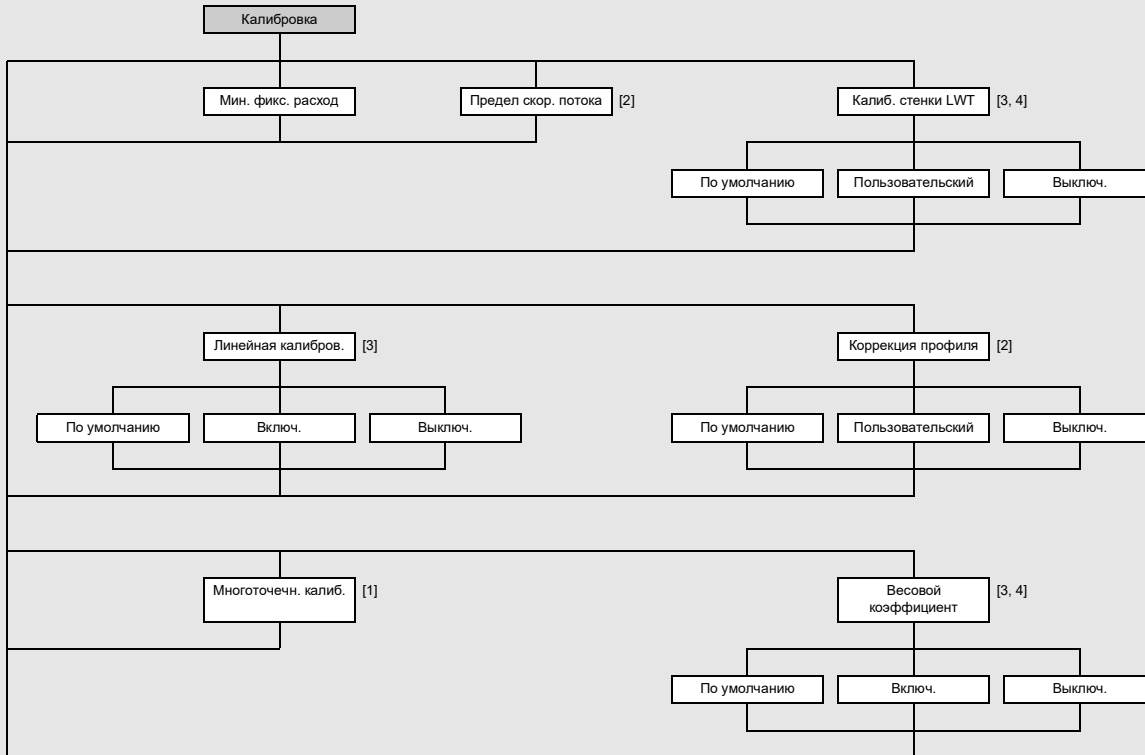 Калибровка
Мин. фикс. расход
Предел скор. потока [2]
Калиб. стенки LWT [3, 4]
По умолчанию
Пользовательский
Выключ.
Линейная калибров. [3]
Коррекция профиля [2]
По умолчанию
Включ.
Выключ.
По умолчанию
Пользовательский
Выключ.
Многоточечн. калиб. [1]
Весовой
коэффициент
[3, 4]
По умолчанию
Включ.
Выключ.